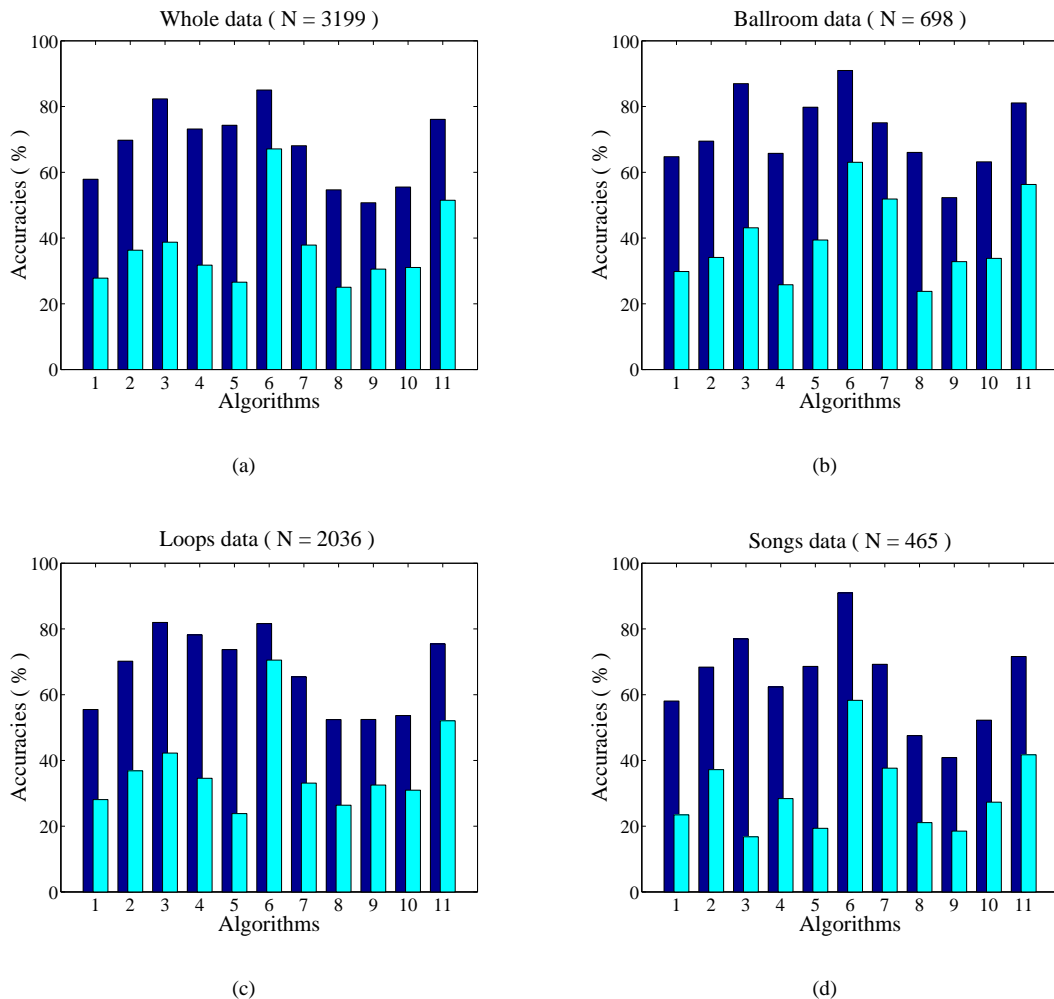 Whole data ( N = 3199 )
100
80
60
40
20
0
Accuracies ( % )
1 2 3 4 5 6 7 8 9 10 11
Algorithms
(a)
Ballroom data ( N = 698 )
100
80
60
40
20
0
Accuracies ( % )
1 2 3 4 5 6 7 8 9 10 11
Algorithms
(b)
Loops data ( N = 2036 )
100
80
60
40
20
0
Accuracies ( % )
1 2 3 4 5 6 7 8 9 10 11
Algorithms
(c)
Songs data ( N = 465 )
100
80
60
40
20
0
Accuracies ( % )
1 2 3 4 5 6 7 8 9 10 11
Algorithms
(d)